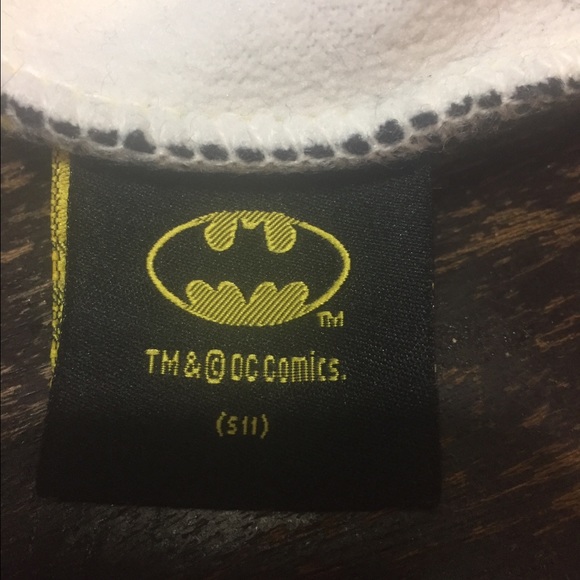 TM
TM & © DC Comics.
(S11)